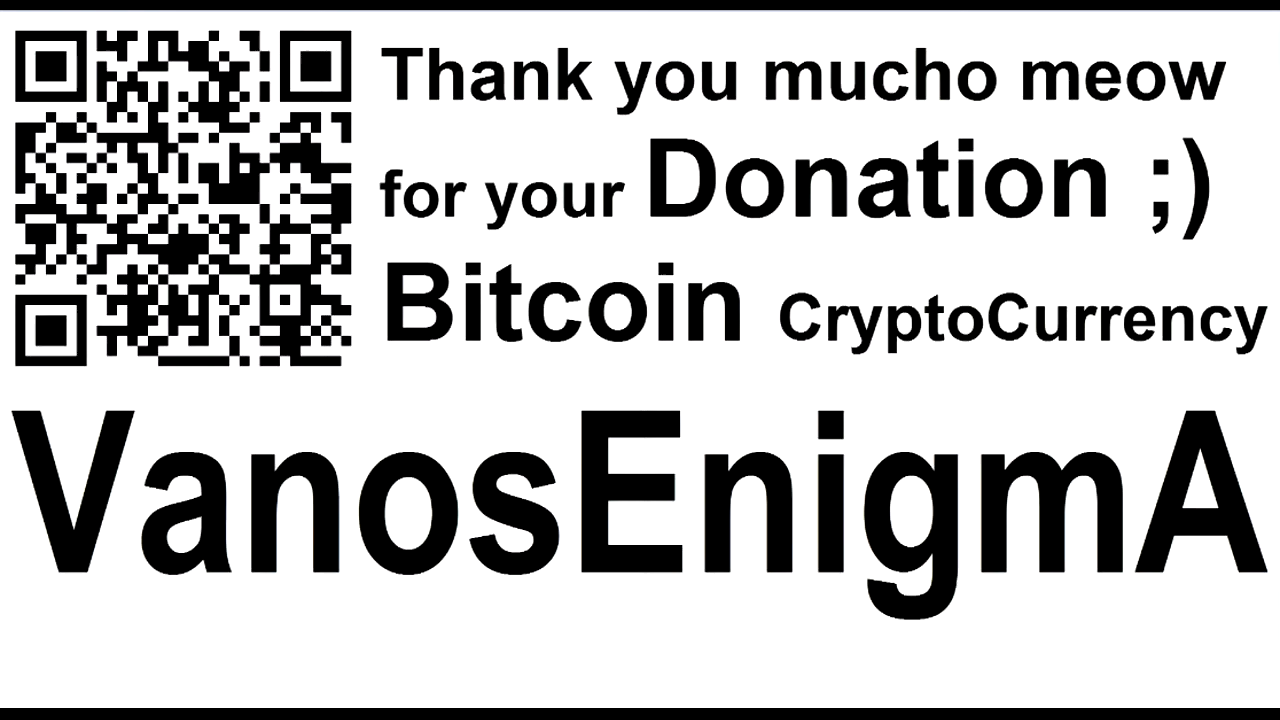 Thank you mucho meow
for your Donation ;)
Bitcoin CryptoCurrency
VanosEnigmA